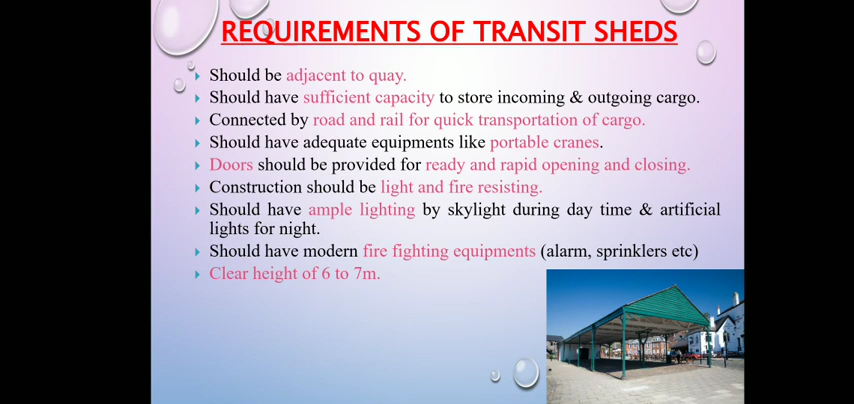 REQUIREMENTS OF TRANSIT SHEDS
Should be adjacent to quay.
Should have sufficient capacity to store incoming & outgoing cargo.
Connected by road and rail for quick transportation of cargo.
Should have adequate equipments like portable cranes.
Doors should be provided for ready and rapid opening and closing.
Construction should be light and fire resisting.
Should have ample lighting by skylight during day time & artificial
lights for night.
Should have modern fire fighting equipments (alarm, sprinklers etc)
Clear height of 6 to 7m.